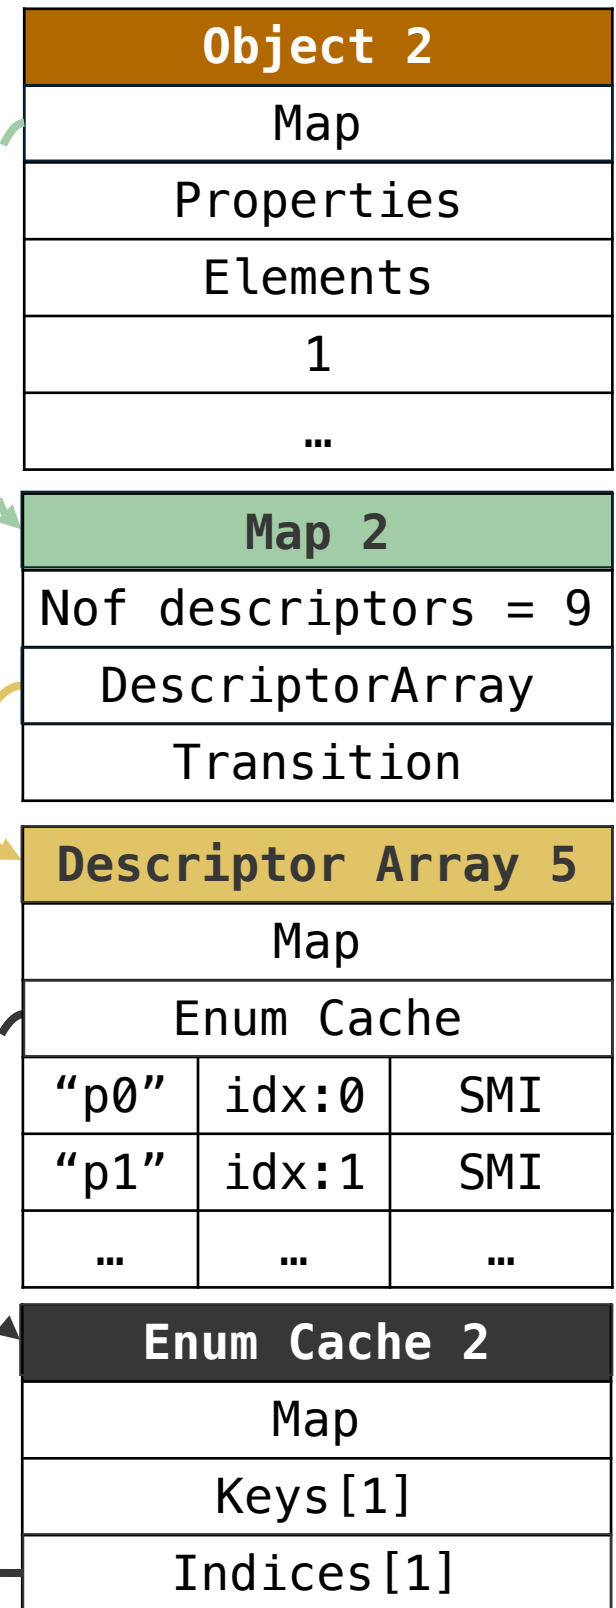 Object 2
Map
Properties
Elements
1
…
Map 2
Nof descriptors = 9
DescriptorArray
Transition
Descriptor Array 5
Map
Enum Cache
“p0” idx:0 SMI
“p1” idx:1 SMI
… … …
Enum Cache 2
Map
Keys[1]
Indices[1]